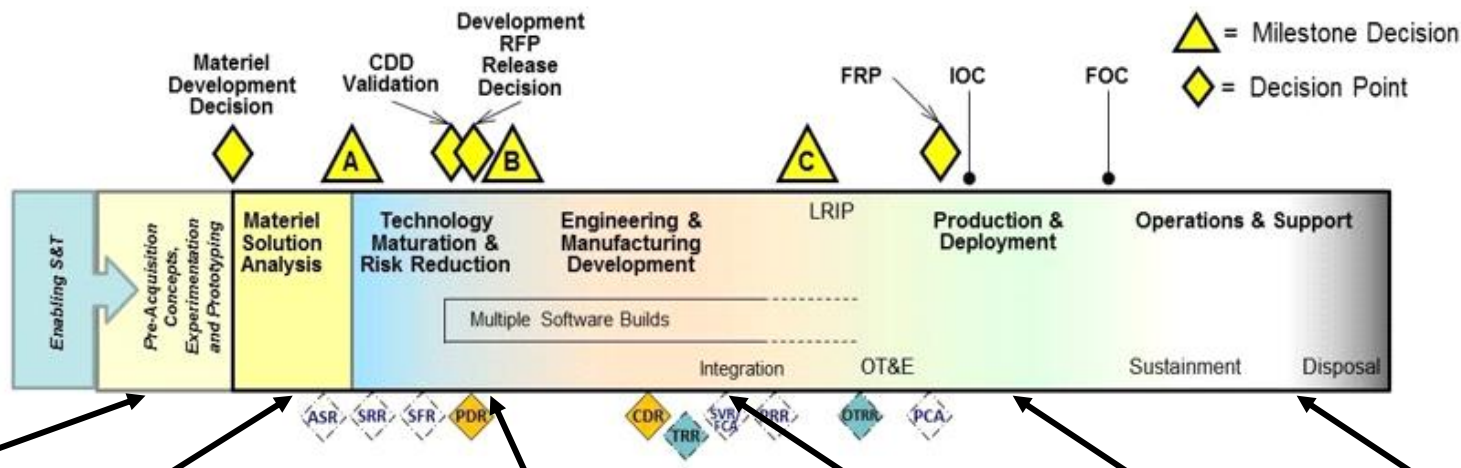 Development
RFP
Release
Decision
Materiel
Development
Decision
CDD
Validation
FRP
IOC
FOC
= Milestone Decision
= Decision Point
A
B
C
Enabling S&T
Pre-Acquisition
Concepts,
Experimentation
and Prototyping
Materiel
Solution
Analysis
Technology
Maturation &
Risk Reduction
Engineering &
Manufacturing
Development
LRIP
Production &
Deployment
Operations & Support
Multiple Software Builds
Integration
OT&E
Sustainment
Disposal
ASR
SRR
SFR
PDR
CDR
TRR
SVR/
FCA
PRR
OTRR
PCA